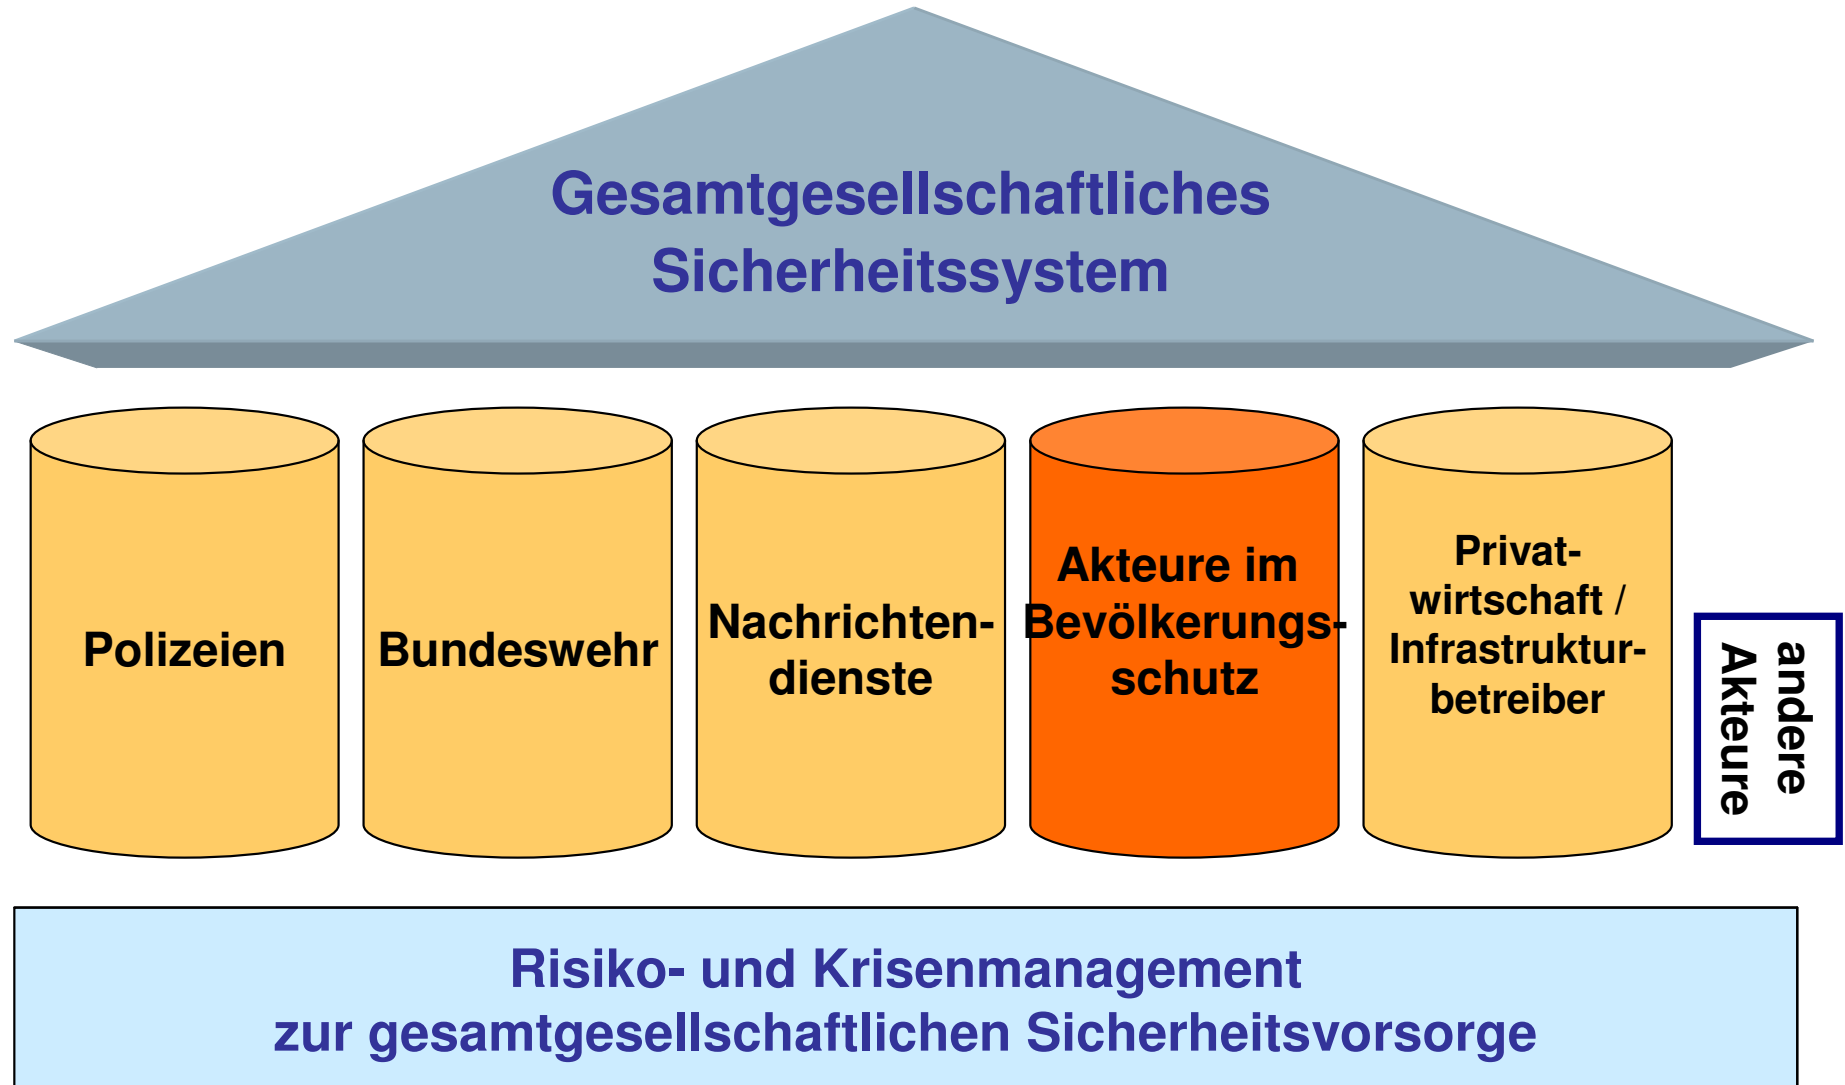 Gesamtgesellschaftliches
Sicherheitssystem
Polizeien
Bundeswehr
Nachrichten-
dienste
Akteure im
Bevölkerungs-
schutz
Privat-
wirtschaft /
Infrastruktur-
betreiber
andere
Akteure
Risiko- und Krisenmanagement
zur gesamtgesellschaftlichen Sicherheitsvorsorge